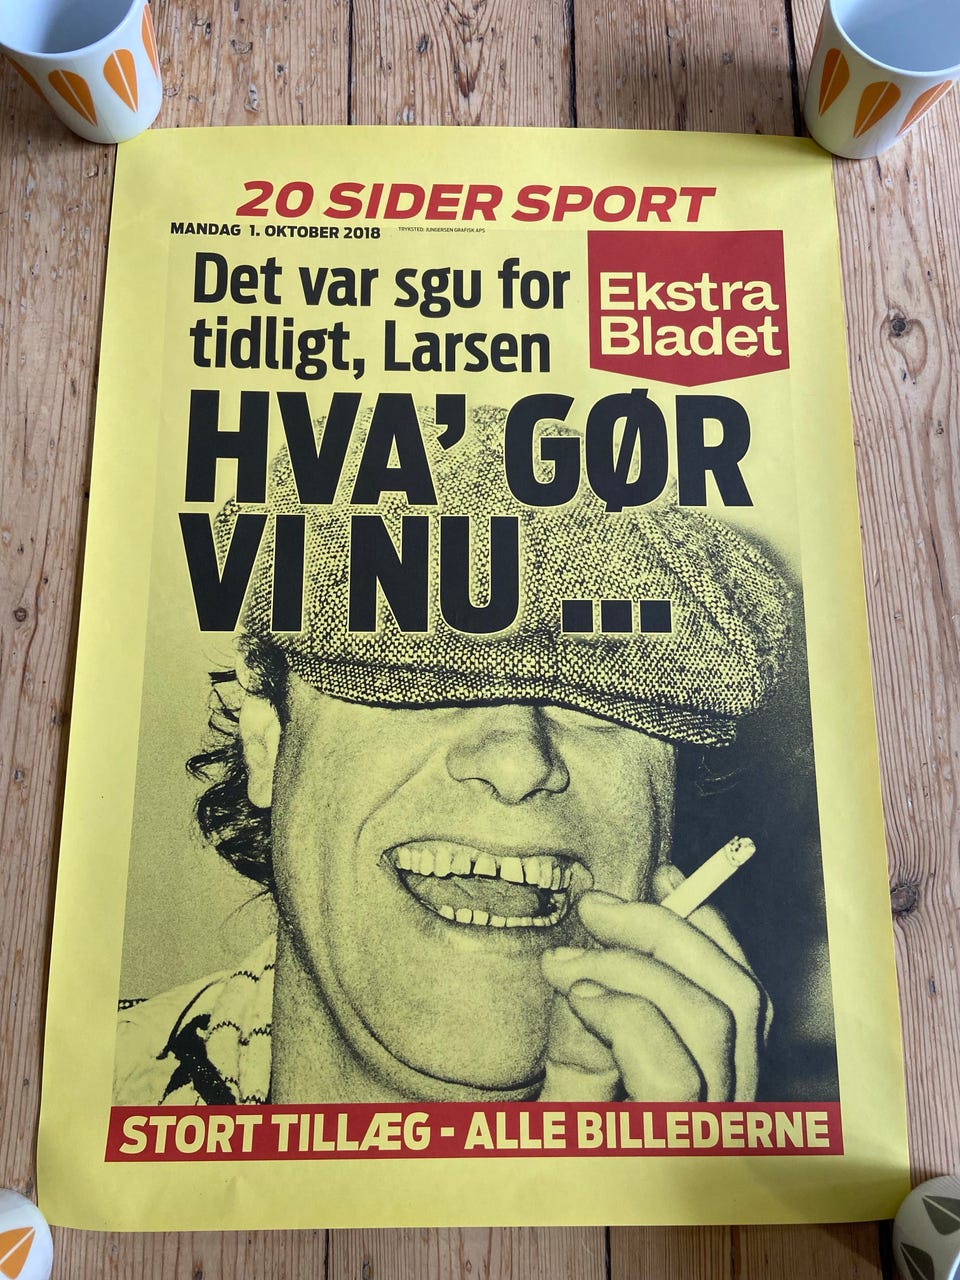 20 SIDER SPORT
MANDAG 1. OKTOBER 2018
TRYKSTED: JUNGERSEN GRAFISK APS
Det var sgu for
tidligt, Larsen
Ekstra
Bladet
HVA' GØR
VI NU ...
STORT TILLÆG - ALLE BILLEDERNE